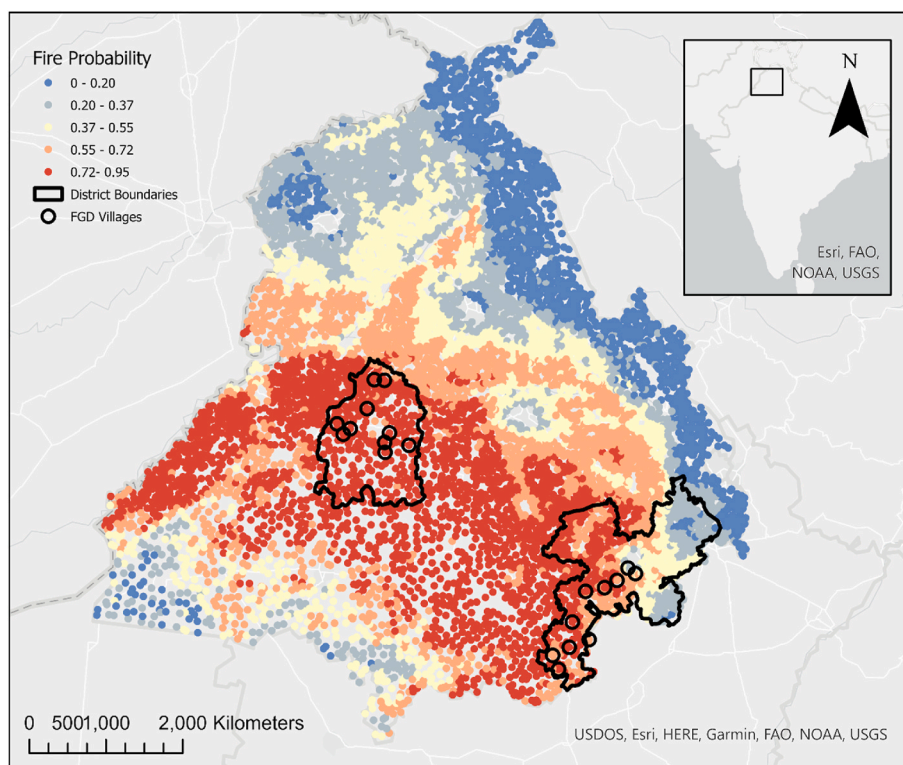 Fire Probability
0 - 0.20
0.20 - 0.37
0.37 - 0.55
0.55 - 0.72
0.72- 0.95
District Boundaries
FGD Villages
N
Esri, FAO,
NOAA, USGS
0 5001,000 2,000 Kilometers
USDOS, Esri, HERE, Garmin, FAO, NOAA, USGS